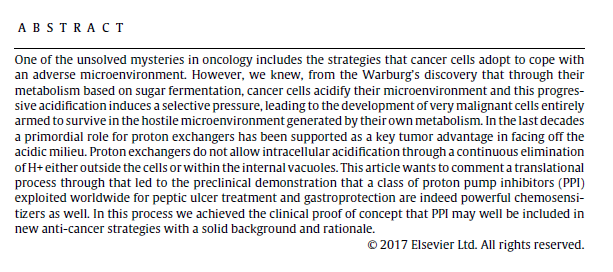 A B S T R A C T
One of the unsolved mysteries in oncology includes the strategies that cancer cells adopt to cope with
an adverse microenvironment. However, we knew, from the Warburg's discovery that through their
metabolism based on sugar fermentation, cancer cells acidify their microenvironment and this progres-
sive acidification induces a selective pressure, leading to the development of very malignant cells entirely
armed to survive in the hostile microenvironment generated by their own metabolism. In the last decades
a primordial role for proton exchangers has been supported as a key tumor advantage in facing off the
acidic milieu. Proton exchangers do not allow intracellular acidification through a continuous elimination
of H+ either outside the cells or within the internal vacuoles. This article wants to comment a translational
process through that led to the preclinical demonstration that a class of proton pump inhibitors (PPI)
exploited worldwide for peptic ulcer treatment and gastroprotection are indeed powerful chemosensi-
tizers as well. In this process we achieved the clinical proof of concept that PPI may well be included in
new anti-cancer strategies with a solid background and rationale.
© 2017 Elsevier Ltd. All rights reserved.